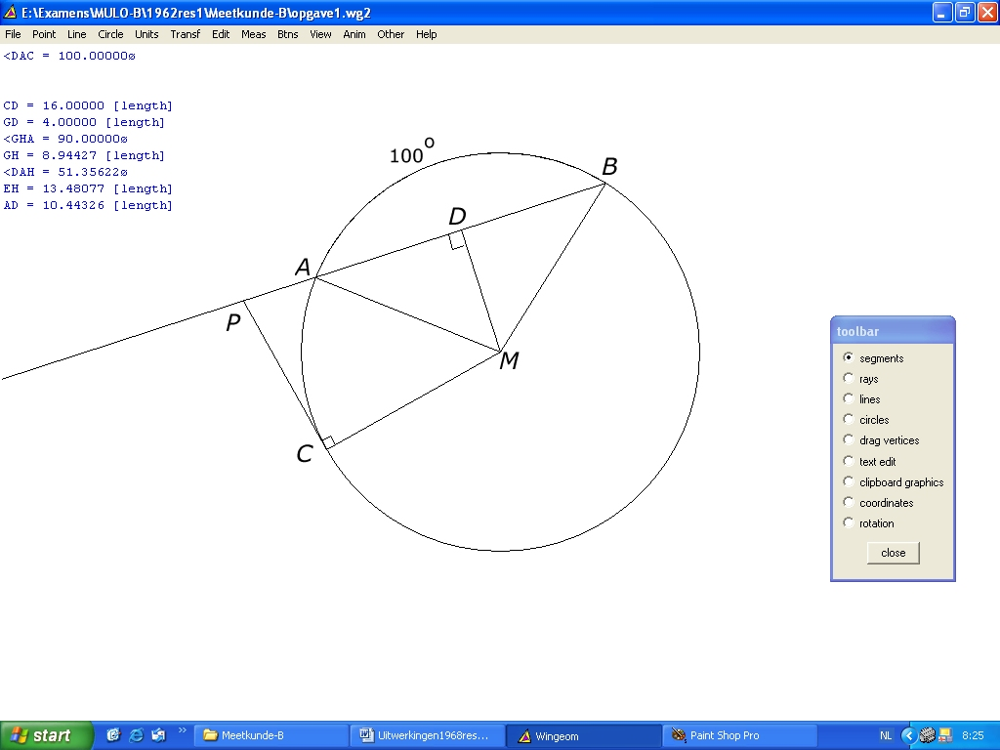 E:\Examens\MULO-B\1962res1\Meetkunde-B\opgave1.wg2
File Point Line Circle Units Transf Edit Meas Btns View Anim Other Help
<DAC = 100.00000ø
CD = 16.00000 [length]
GD = 4.00000 [length]
<GHA = 90.00000ø
GH = 8.94427 [length]
<DAH = 51.35622ø
EH = 13.48077 [length]
AD = 10.44326 [length]
100o
B
D
A
P
M
C
toolbar
segments
rays
lines
circles
drag vertices
text edit
clipboard graphics
coordinates
rotation
close
start » Meetkunde-B Uitwerkingen1968res... Wingeom Paint Shop Pro NL 8:25